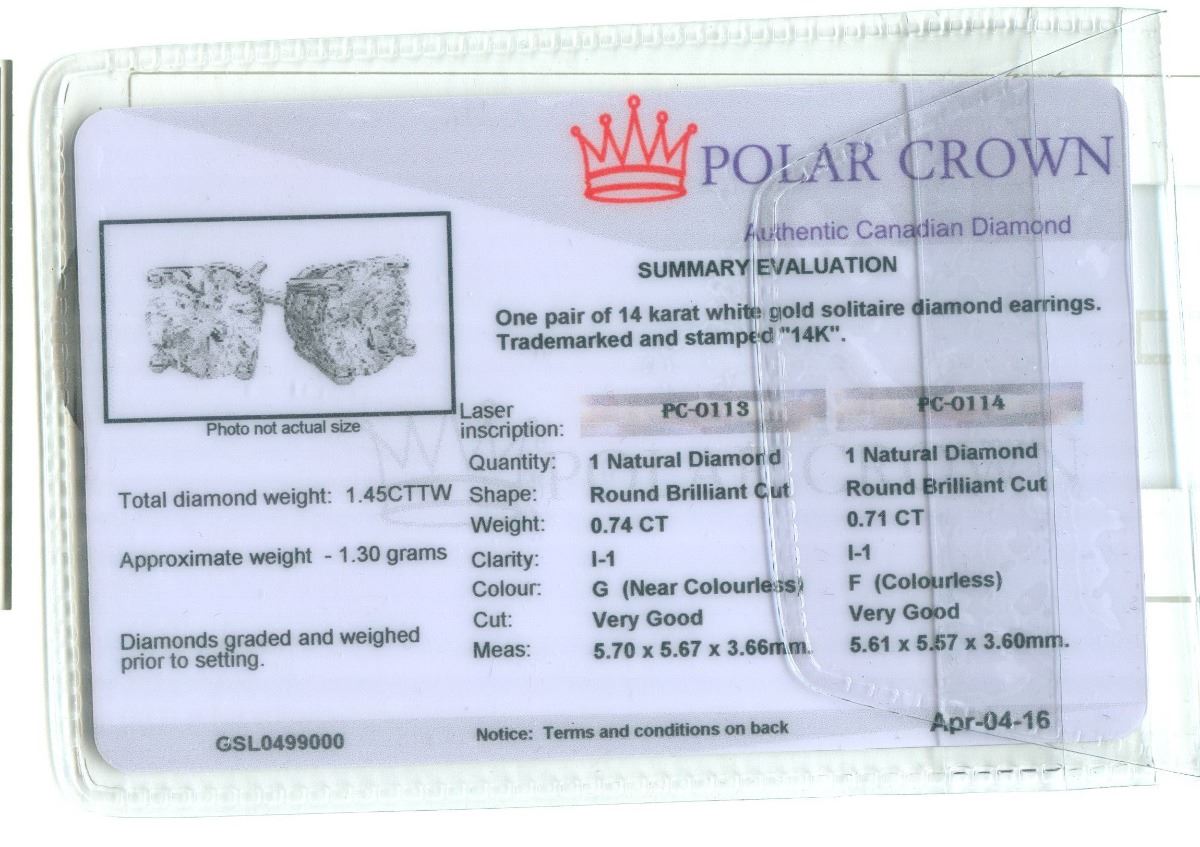 POLAR CROWN
Authentic Canadian Diamond
SUMMARY EVALUATION
One pair of 14 karat white gold solitaire diamond earrings.
Trademarked and stamped "14K".
Photo not actual size
Laser inscription: PC-0113 PC-0114
Quantity: 1 Natural Diamond 1 Natural Diamond
Total diamond weight: 1.45CTTW
Shape: Round Brilliant Cut Round Brilliant Cut
Weight: 0.74 CT 0.71 CT
Approximate weight - 1.30 grams
Clarity: I-1 I-1
Colour: G (Near Colourless) F (Colourless)
Cut: Very Good Very Good
Diamonds graded and weighed
prior to setting.
Meas: 5.70 x 5.67 x 3.66mm. 5.61 x 5.57 x 3.60mm.
GSL0499000
Notice: Terms and conditions on back
Apr-04-16